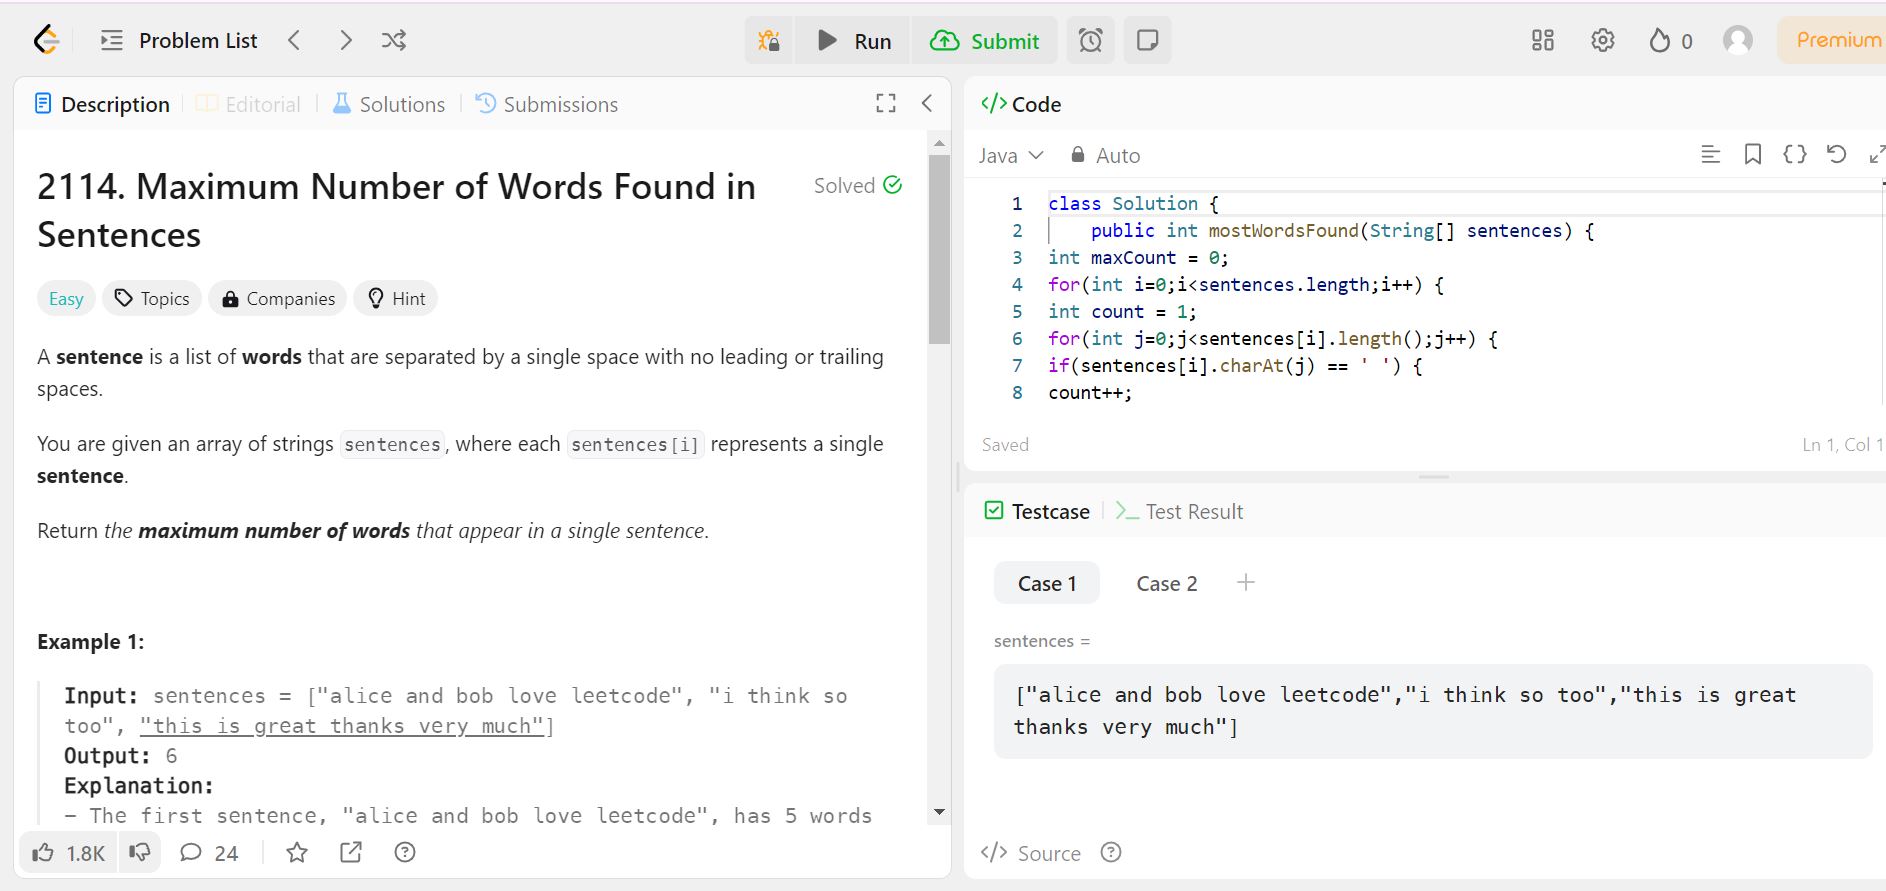 Problem List
Run
Submit
0
Premium
Description
Editorial
Solutions
Submissions
2114. Maximum Number of Words Found in
Sentences
Solved
Easy
Topics
Companies
Hint
A sentence is a list of words that are separated by a single space with no leading or trailing
spaces.
You are given an array of strings sentences, where each sentences[i] represents a single
sentence.
Return the maximum number of words that appear in a single sentence.
Example 1:
Input: sentences = ["alice and bob love leetcode", "i think so
too", "this is great thanks very much"]
Output: 6
Explanation:
- The first sentence, "alice and bob love leetcode", has 5 words
1.8K
24
</> Code
Java
Auto
1 class Solution {
2     public int mostWordsFound(String[] sentences) {
3 int maxCount = 0;
4 for(int i=0;i<sentences.length;i++) {
5 int count = 1;
6 for(int j=0;j<sentences[i].length();j++) {
7 if(sentences[i].charAt(j) == ' ') {
8 count++;
Saved
Ln 1, Col 1
Testcase
>_ Test Result
Case 1
Case 2
+
sentences =
["alice and bob love leetcode","i think so too","this is great
thanks very much"]
</> Source